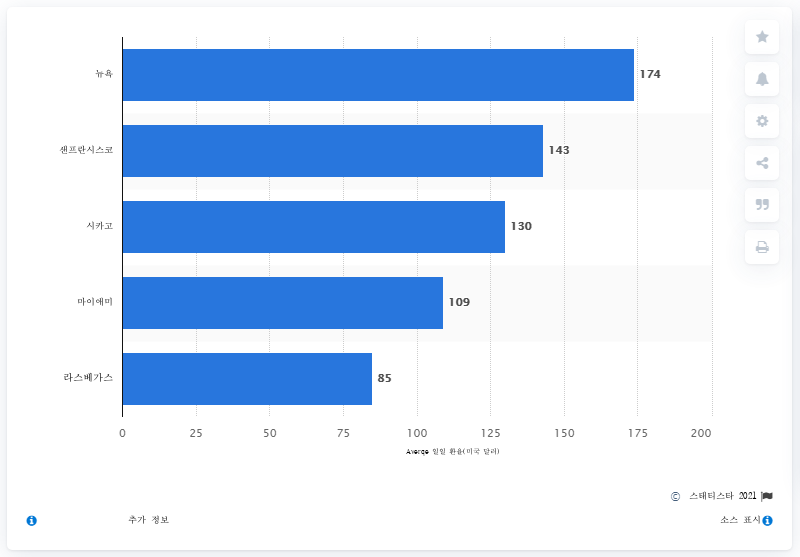 뉴욕
174
샌프란시스코
143
시카고
130
마이애미
109
라스베가스
85
0 25 50 75 100 125 150 175 200
Averge 일일 환율(미국 달러)
© 스태티스타 2021
추가 정보
소스 표시